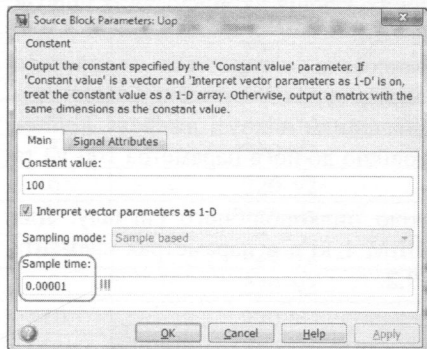 Source Block Parameters: Uop
Constant
Output the constant specified by the 'Constant value' parameter. If
'Constant value' is a vector and 'Interpret vector parameters as 1-D' is on,
treat the constant value as a 1-D array. Otherwise, output a matrix with the
same dimensions as the constant value.
Main Signal Attributes
Constant value:
100
Interpret vector parameters as 1-D
Sampling mode: Sample based
Sample time:
0.00001
OK Cancel Help Apply